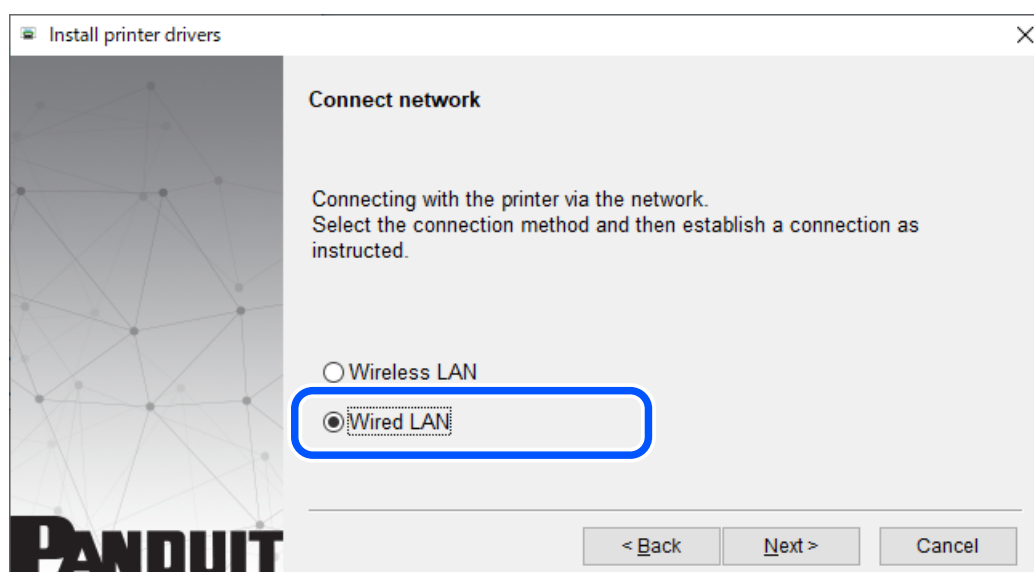 Install printer drivers
Connect network
Connecting with the printer via the network.
Select the connection method and then establish a connection as
instructed.
Wireless LAN
Wired LAN
PANDUIT
< Back
Next >
Cancel